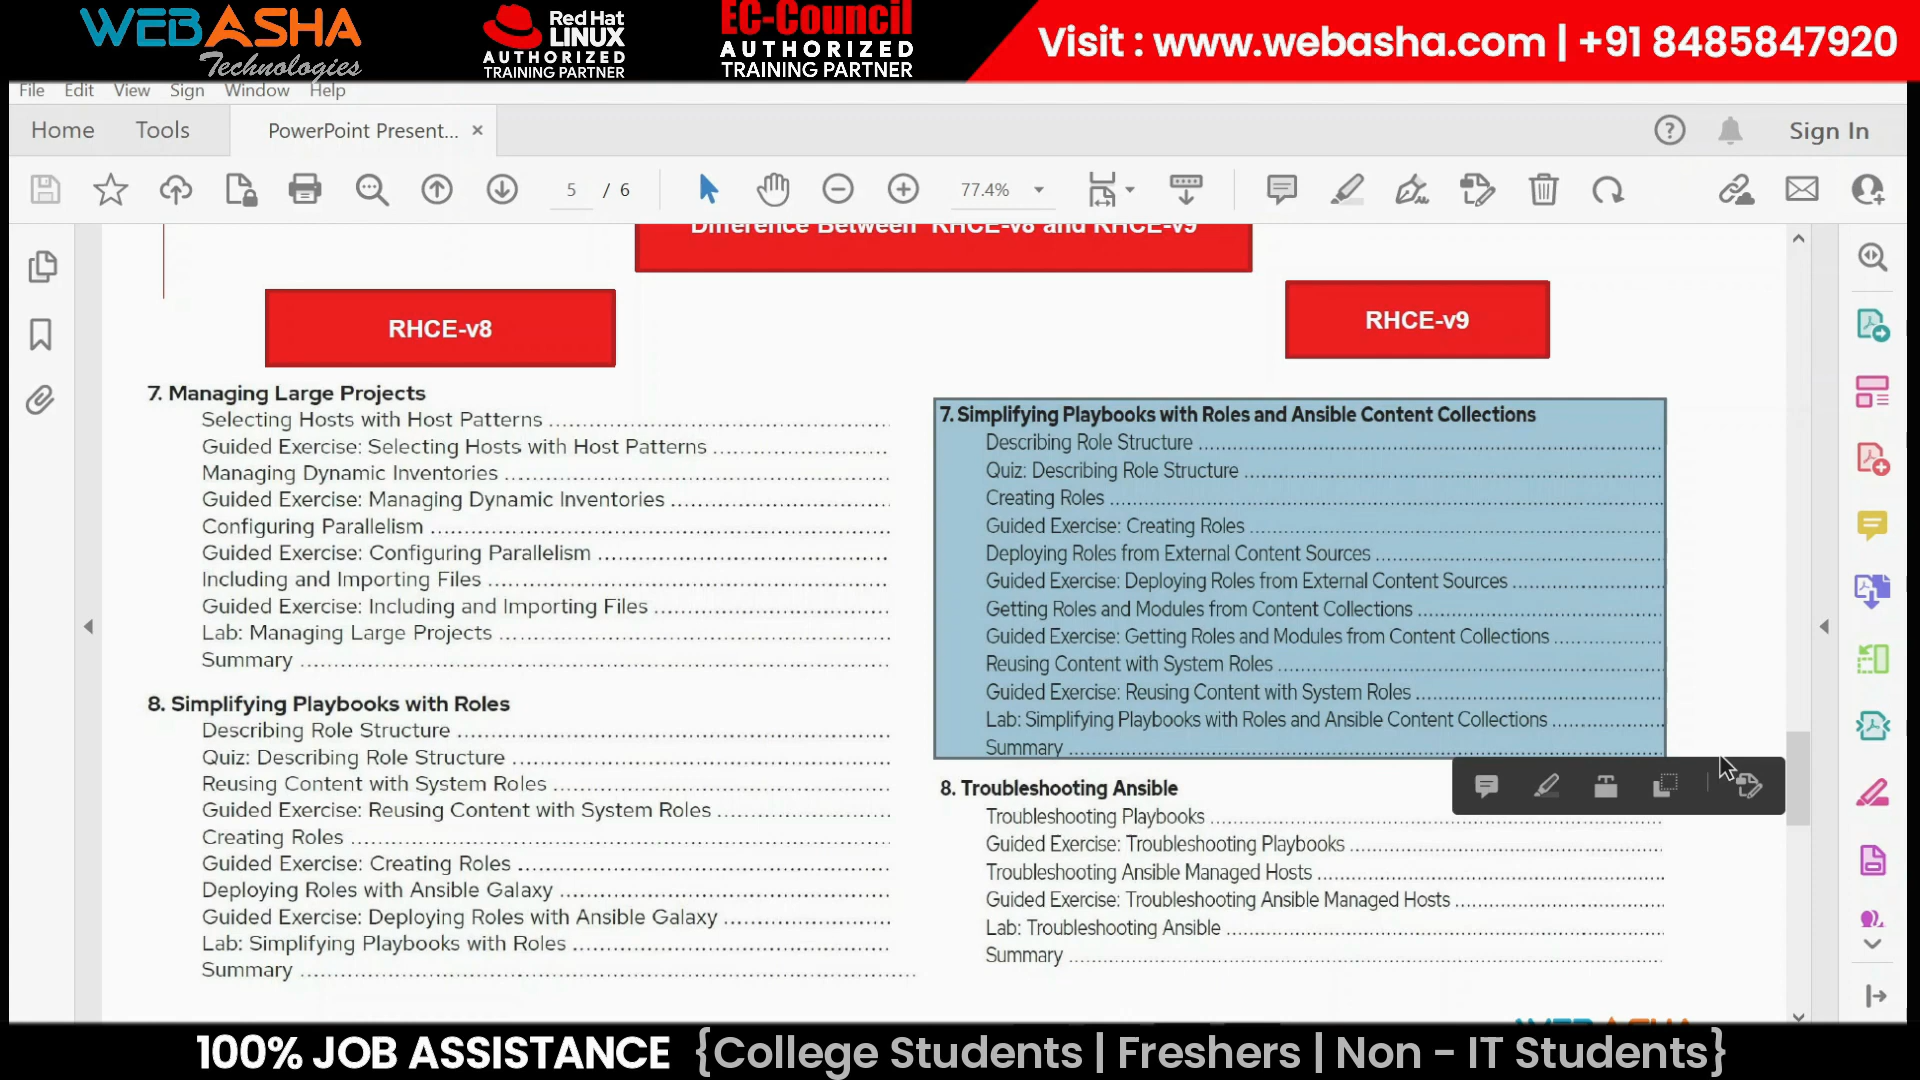 WEBASHA
Technologies
Red Hat
LINUX
AUTHORIZED
TRAINING PARTNER
EC-Council
AUTHORIZED
TRAINING PARTNER
Visit : www.webasha.com | +91 8485847920
File Edit View Sign Window Help
Home Tools PowerPoint Present... × Sign In
5 / 6 77.4%
Difference Between RHCE-v8 and RHCE-v9
RHCE-v8
RHCE-v9
7. Managing Large Projects
Selecting Hosts with Host Patterns
Guided Exercise: Selecting Hosts with Host Patterns
Managing Dynamic Inventories
Guided Exercise: Managing Dynamic Inventories
Configuring Parallelism
Guided Exercise: Configuring Parallelism
Including and Importing Files
Guided Exercise: Including and Importing Files
Lab: Managing Large Projects
Summary
8. Simplifying Playbooks with Roles
Describing Role Structure
Quiz: Describing Role Structure
Reusing Content with System Roles
Guided Exercise: Reusing Content with System Roles
Creating Roles
Guided Exercise: Creating Roles
Deploying Roles with Ansible Galaxy
Guided Exercise: Deploying Roles with Ansible Galaxy
Lab: Simplifying Playbooks with Roles
Summary
7. Simplifying Playbooks with Roles and Ansible Content Collections
Describing Role Structure
Quiz: Describing Role Structure
Creating Roles
Guided Exercise: Creating Roles
Deploying Roles from External Content Sources
Guided Exercise: Deploying Roles from External Content Sources
Getting Roles and Modules from Content Collections
Guided Exercise: Getting Roles and Modules from Content Collections
Reusing Content with System Roles
Guided Exercise: Reusing Content with System Roles
Lab: Simplifying Playbooks with Roles and Ansible Content Collections
Summary
8. Troubleshooting Ansible
Troubleshooting Playbooks
Guided Exercise: Troubleshooting Playbooks
Troubleshooting Ansible Managed Hosts
Guided Exercise: Troubleshooting Ansible Managed Hosts
Lab: Troubleshooting Ansible
Summary
100% JOB ASSISTANCE {College Students | Freshers | Non - IT Students}